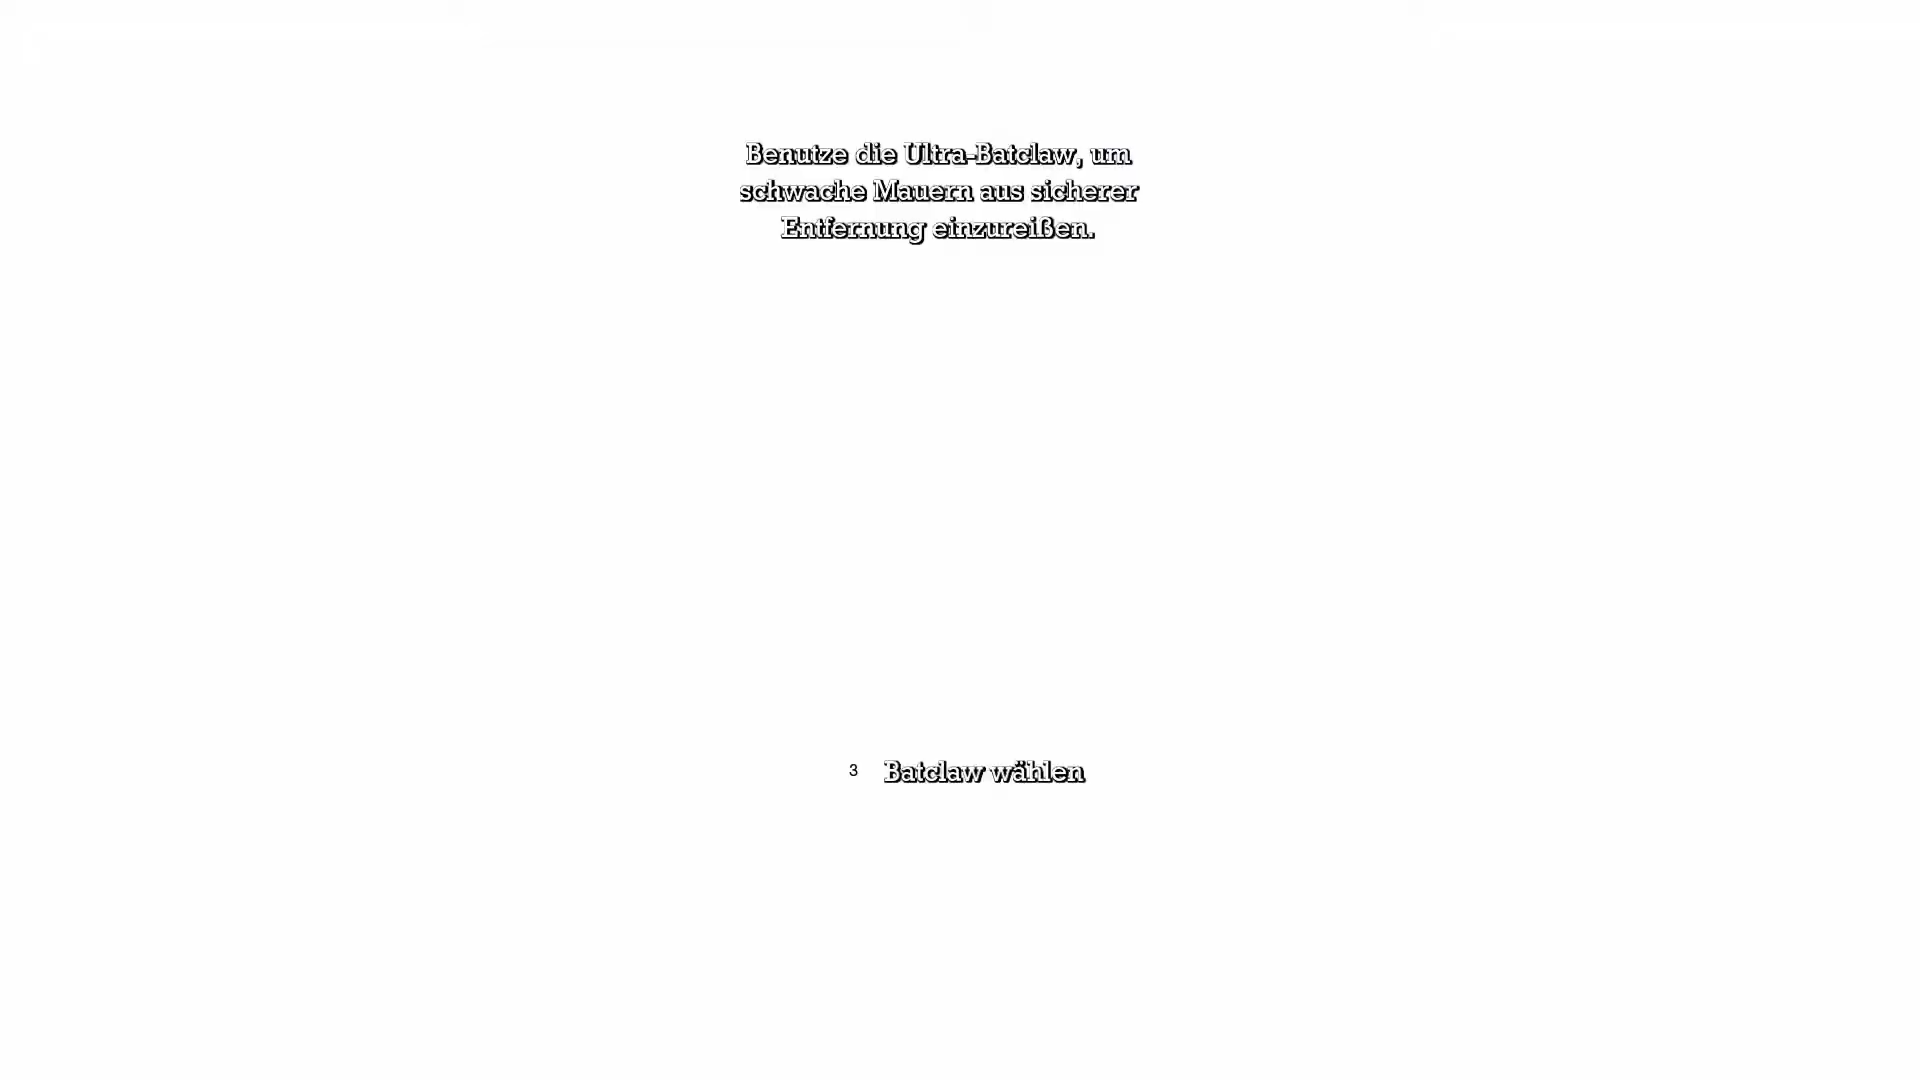 Benutze die Ultra-Batclaw, um
schwache Mauern aus sicherer
Entfernung einzureißen.
3 Batclaw wählen